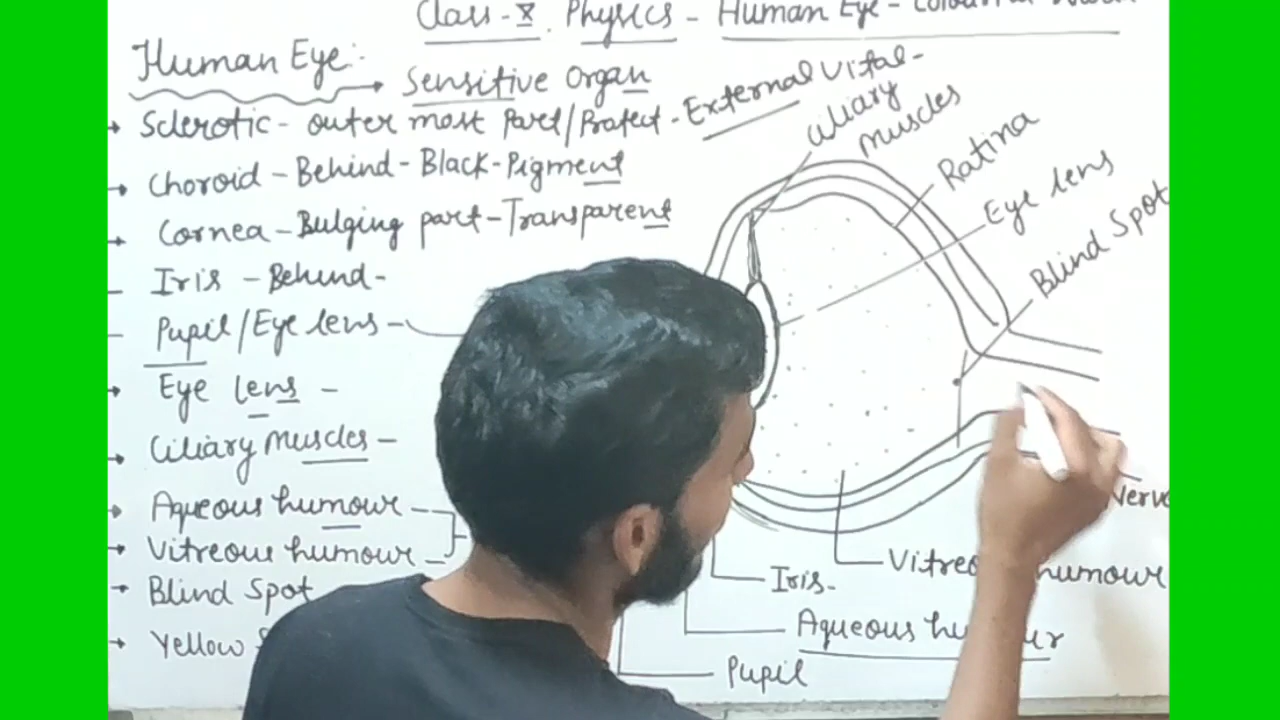 Class-X. Physics - Human Eye -
Human Eye:-
Sensitive Organ
Sclerotic - outer most Part/Protect - External Vital-
Choroid - Behind - Black - Pigment
Cornea - Bulging part - Transparent
Iris - Behind -
Pupil/Eye lens -
Eye lens -
Ciliary muscles -
Aqueous humour -
Vitreous humour -
Blind Spot
Yellow
Ciliary
muscles
Ratina
Eye lens
Blind Spot
Nerve
humour
Iris-
Aqueous
Pupil